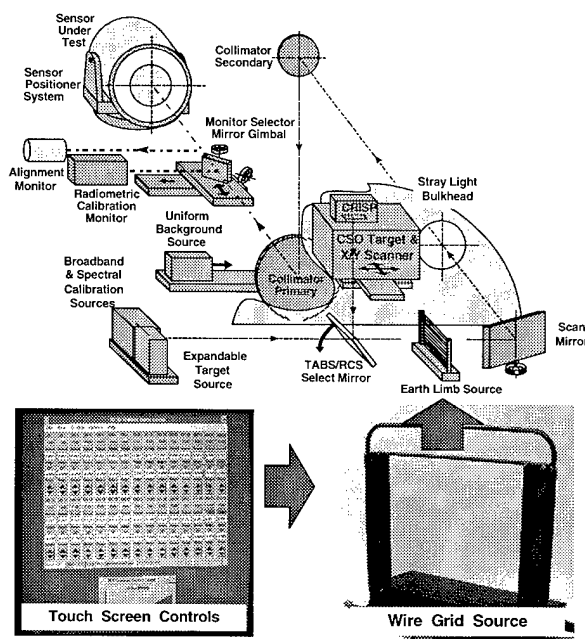 Sensor
Under
Test
Sensor
Positioner
System
Collimator
Secondary
Monitor Selector
Mirror Gimbal
Alignment
Monitor
Radiometric
Calibration
Monitor
Stray Light
Bulkhead
CRISP
CSO Target &
X/Y Scanner
Uniform
Background
Source
Collimator
Primary
Broadband
& Spectral
Calibration
Sources
Scan
Mirror
Expandable
Target
Source
TABS/RCS
Select Mirror
Earth Limb Source
Touch Screen Controls
Wire Grid Source